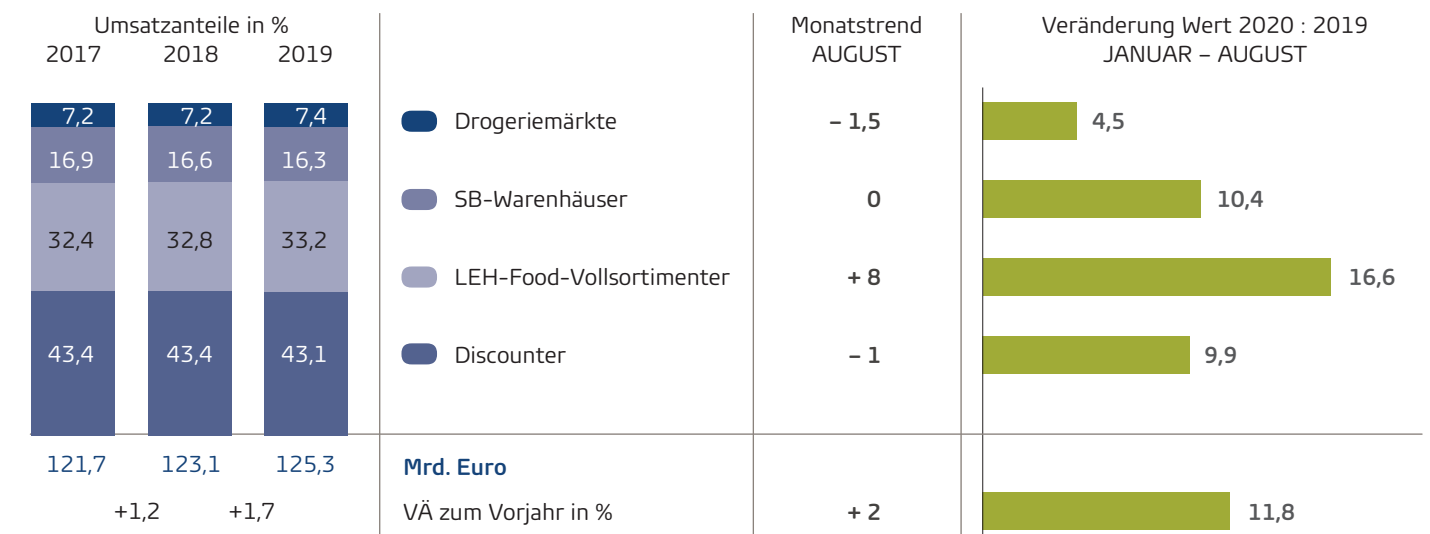 Umsatzanteile in %
2017 2018 2019
Monatstrend
AUGUST
Veränderung Wert 2020 : 2019
JANUAR – AUGUST
7,2 7,2 7,4 Drogeriemärkte – 1,5 4,5
16,9 16,6 16,3 SB-Warenhäuser 0 10,4
32,4 32,8 33,2 LEH-Food-Vollsortimenter + 8 16,6
43,4 43,4 43,1 Discounter – 1 9,9
121,7 123,1 125,3 Mrd. Euro
+1,2 +1,7 VÄ zum Vorjahr in % + 2 11,8